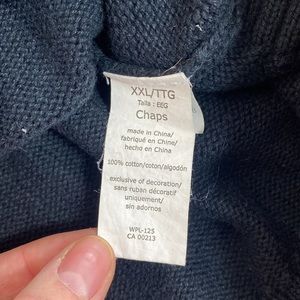 XXL/TTG
Talla : EEG
Chaps
made in China/
fabriqué en Chine/
hecho en China
100% cotton/coton/algodón
exclusive of decoration/
sans ruban décoratif
uniquement/
sin adornos
WPL-125
CA 00213